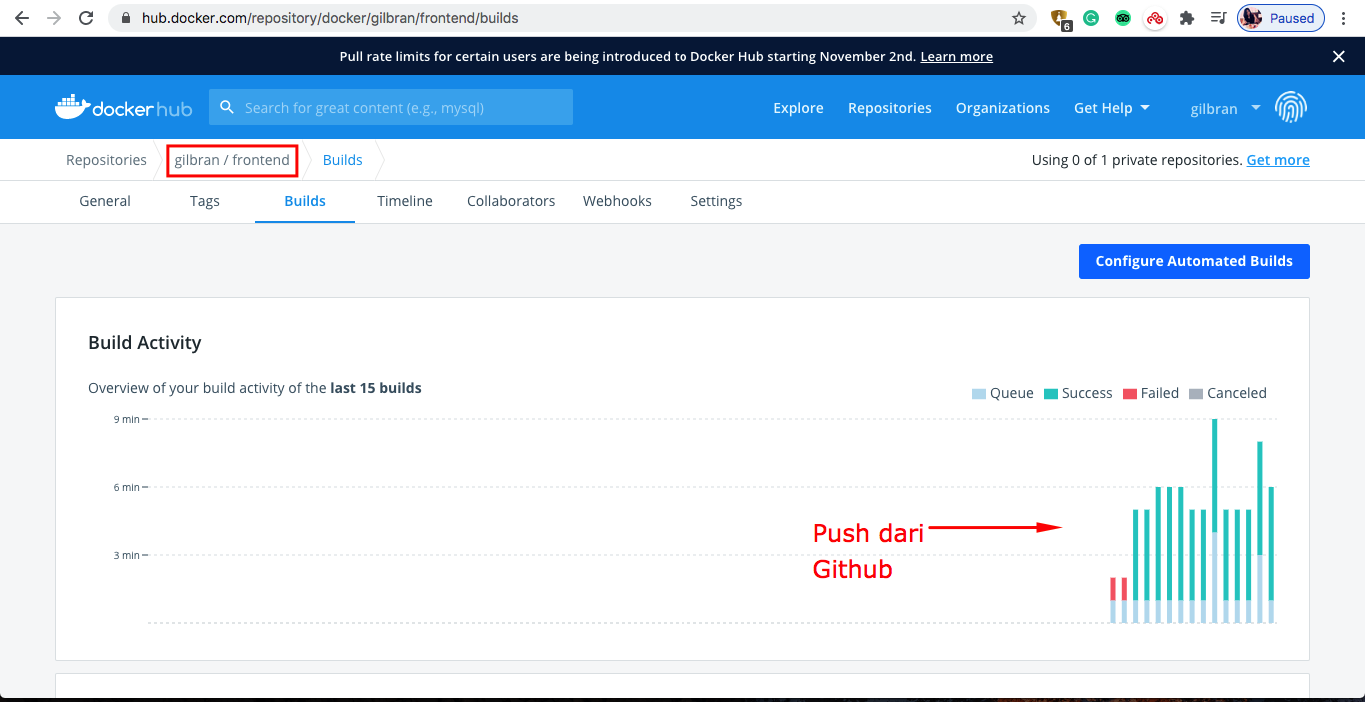 hub.docker.com/repository/docker/gilbran/frontend/builds
6
Paused
Pull rate limits for certain users are being introduced to Docker Hub starting November 2nd. Learn more
dockerhub
Search for great content (e.g., mysql)
Explore
Repositories
Organizations
Get Help
gilbran
Repositories
gilbran / frontend
Builds
Using 0 of 1 private repositories. Get more
General
Tags
Builds
Timeline
Collaborators
Webhooks
Settings
Configure Automated Builds
Build Activity
Overview of your build activity of the last 15 builds
Queue
Success
Failed
Canceled
9 min
6 min
3 min
Push dari
Github